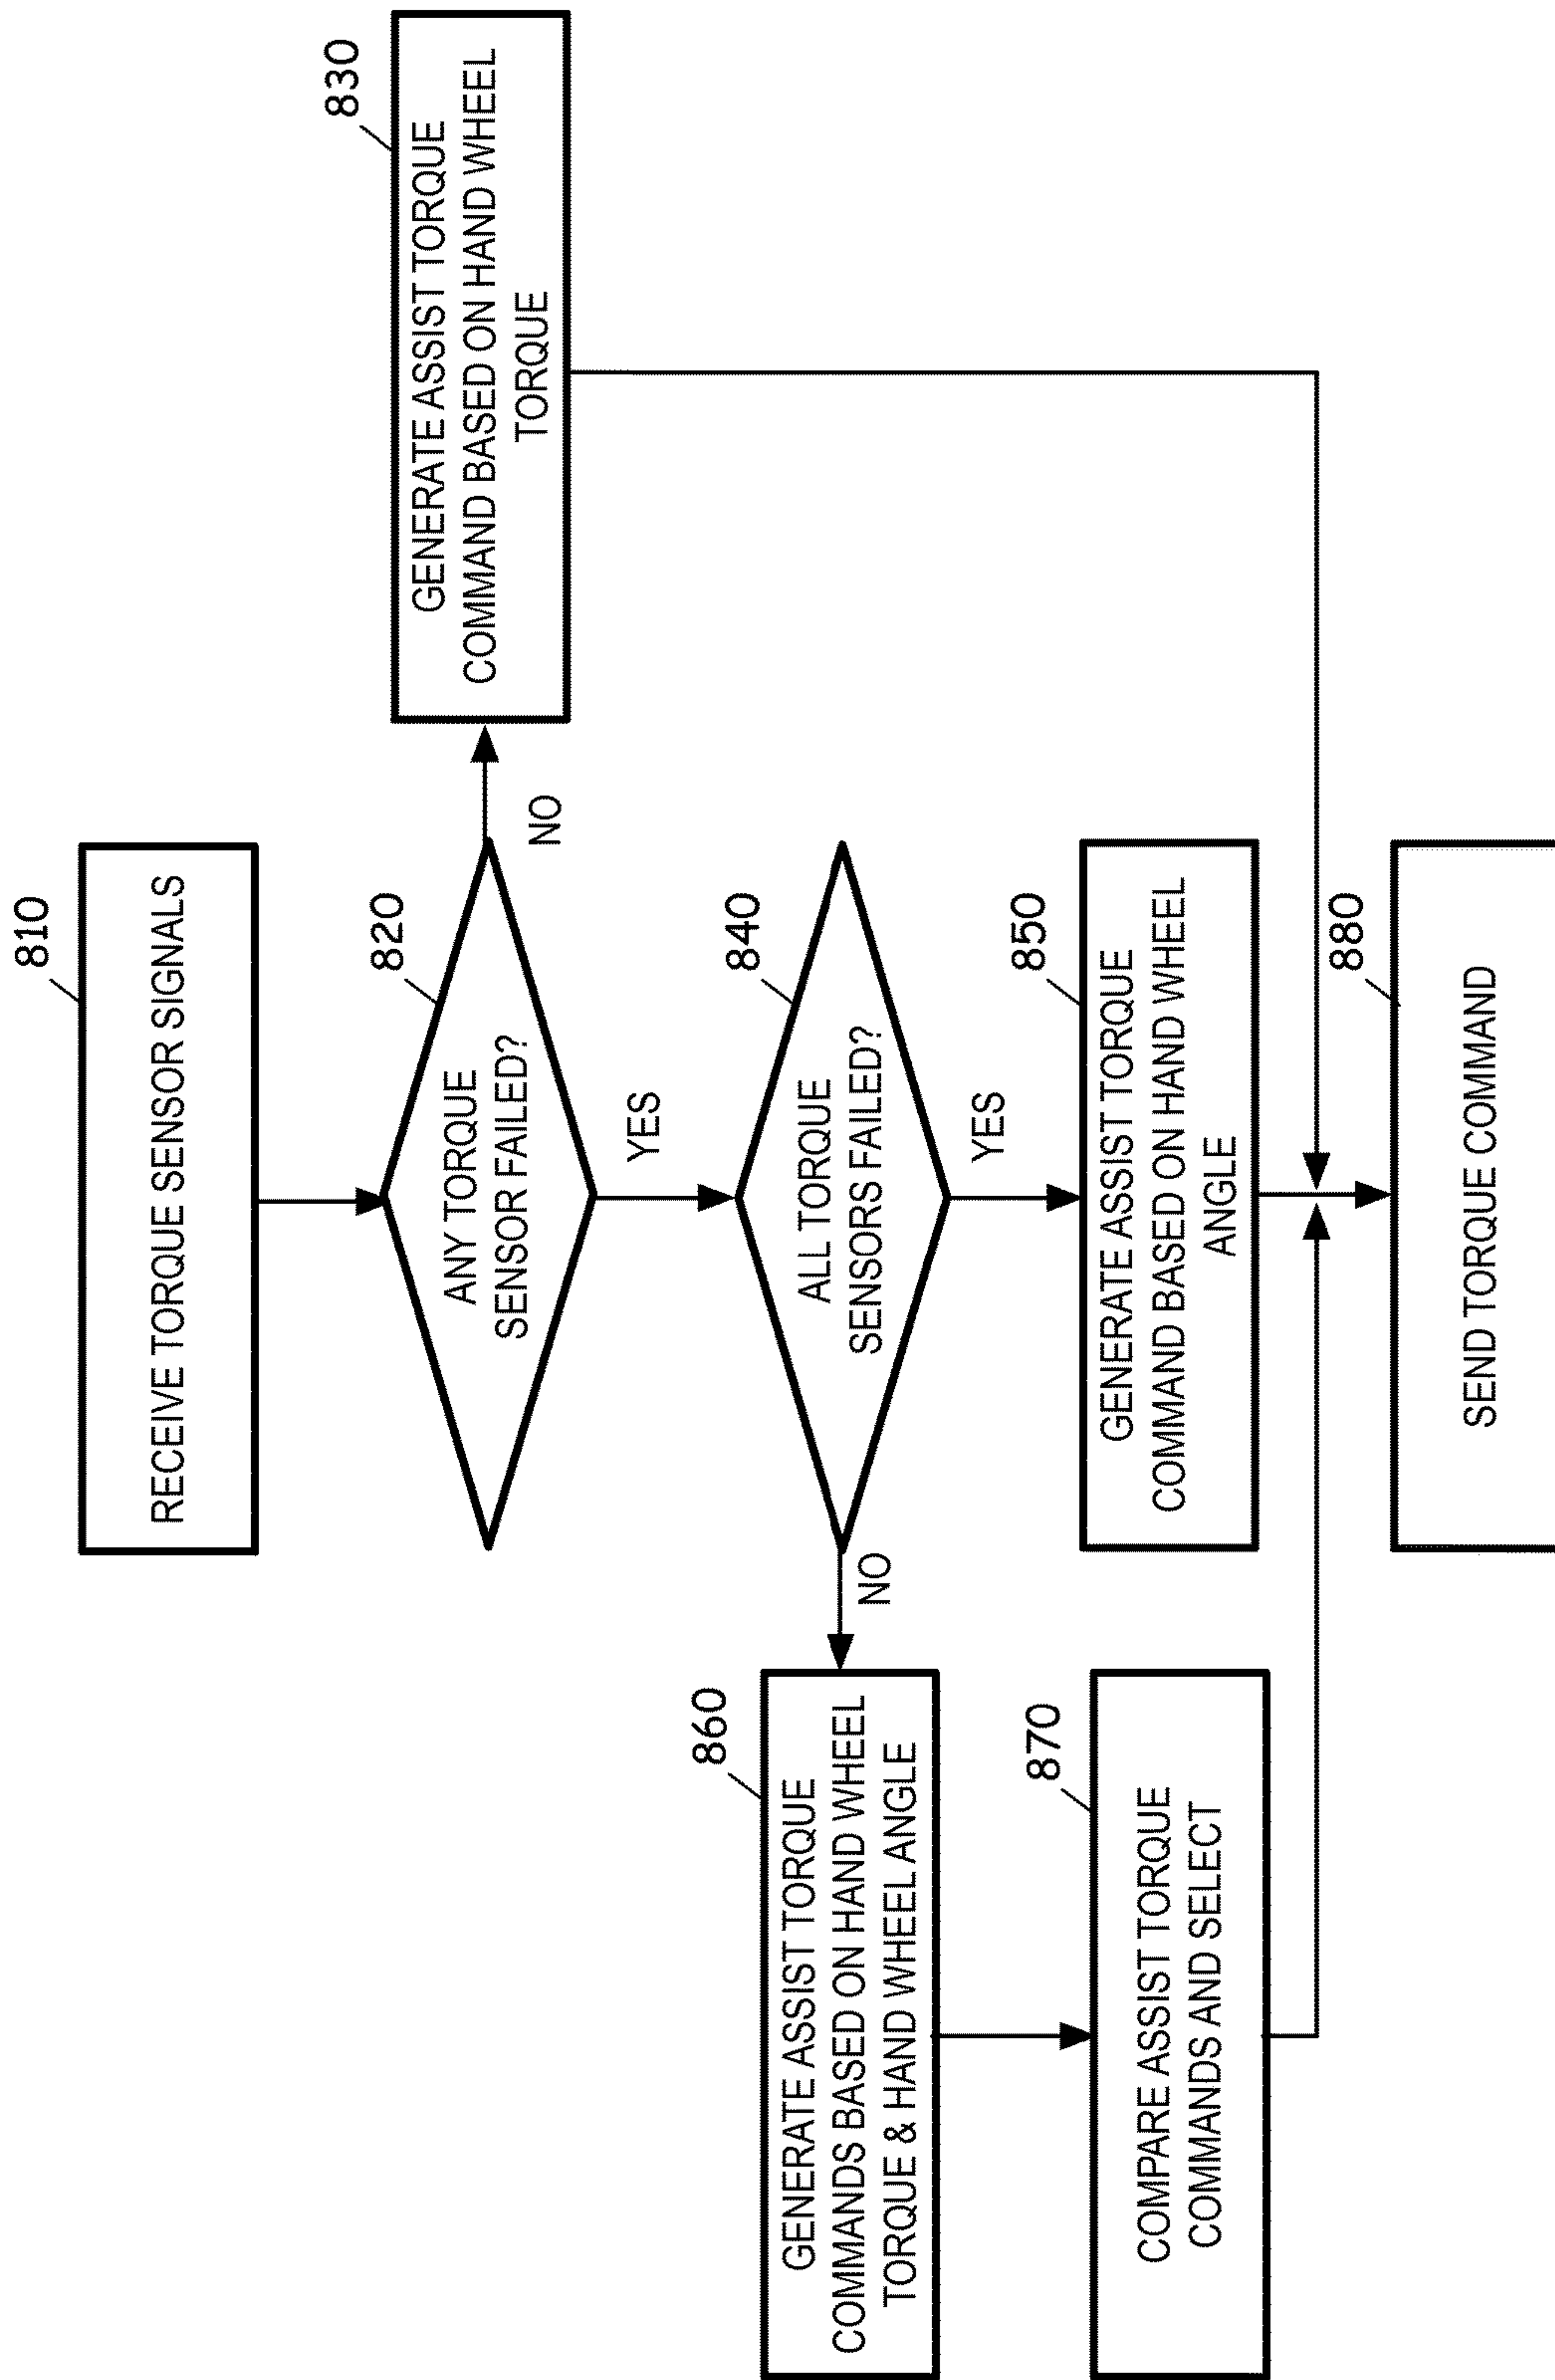 810
RECEIVE TORQUE SENSOR SIGNALS
820
ANY TORQUE
SENSOR FAILED?
NO
830
GENERATE ASSIST TORQUE
COMMAND BASED ON HAND WHEEL
TORQUE
YES
840
ALL TORQUE
SENSORS FAILED?
NO
YES
860
GENERATE ASSIST TORQUE
COMMANDS BASED ON HAND WHEEL
TORQUE & HAND WHEEL ANGLE
850
GENERATE ASSIST TORQUE
COMMAND BASED ON HAND WHEEL
ANGLE
870
COMPARE ASSIST TORQUE
COMMANDS AND SELECT
880
SEND TORQUE COMMAND